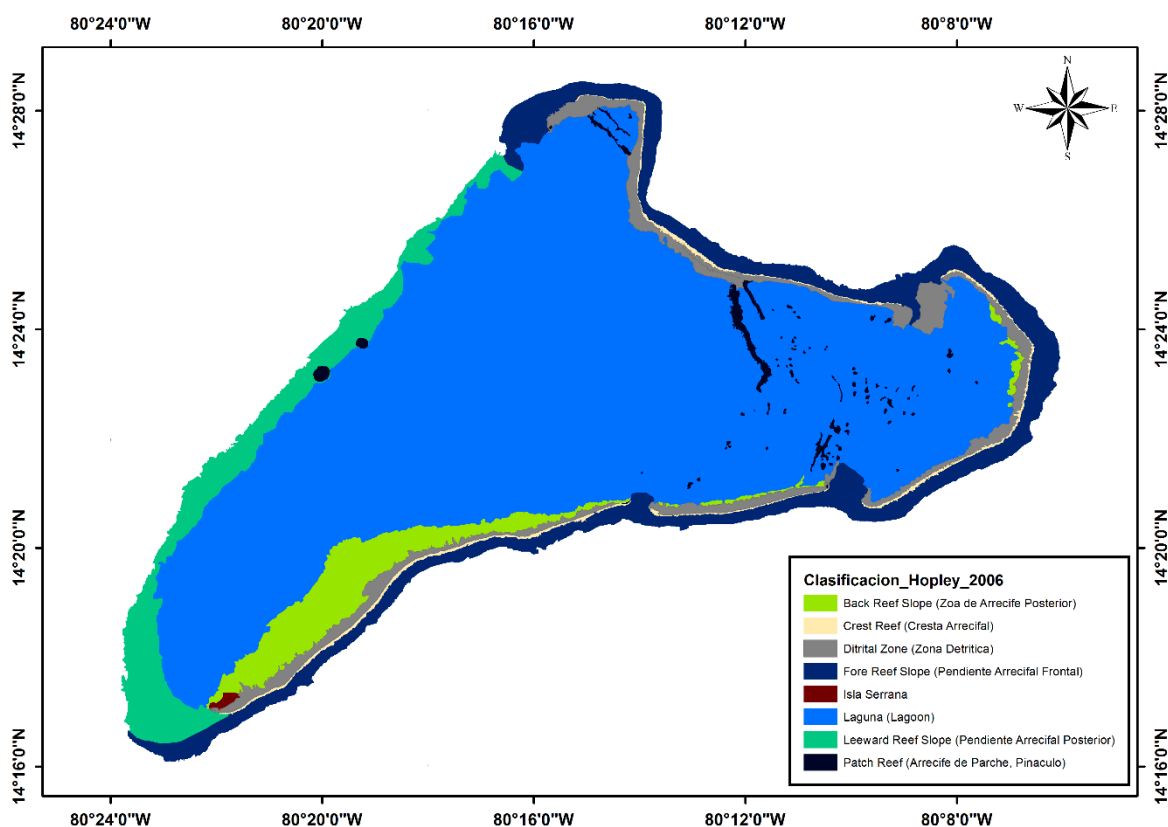 80°24'0"W 80°20'0"W 80°16'0"W 80°12'0"W 80°8'0"W
14°28'0"N 14°28'0"N
N
W E
S
14°24'0"N 14°24'0"N
14°20'0"N 14°20'0"N
Clasificacion_Hopley_2006
Back Reef Slope (Zoa de Arrecife Posterior)
Crest Reef (Cresta Arrecifal)
Ditrital Zone (Zona Detritica)
Fore Reef Slope (Pendiente Arrecifal Frontal)
Isla Serrana
Laguna (Lagoon)
Leeward Reef Slope (Pendiente Arrecifal Posterior)
Patch Reef (Arrecife de Parche, Pinaculo)
14°16'0"N 14°16'0"N
80°24'0"W 80°20'0"W 80°16'0"W 80°12'0"W 80°8'0"W